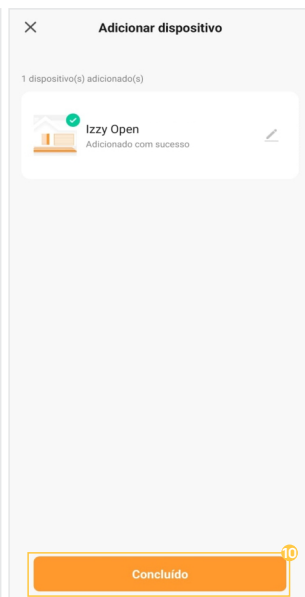 Adicionar dispositivo
1 dispositivo(s) adicionado(s)
Izzy Open
Adicionado com sucesso
10
Concluído